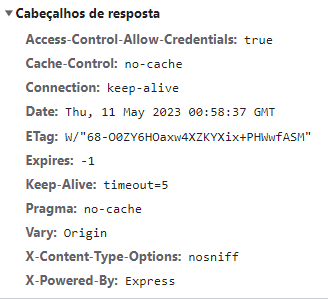 Cabeçalhos de resposta
Access-Control-Allow-Credentials: true
Cache-Control: no-cache
Connection: keep-alive
Date: Thu, 11 May 2023 00:58:37 GMT
ETag: W/"68-O0ZY6HOaxw4XZKYXix+PHWwfASM"
Expires: -1
Keep-Alive: timeout=5
Pragma: no-cache
Vary: Origin
X-Content-Type-Options: nosniff
X-Powered-By: Express